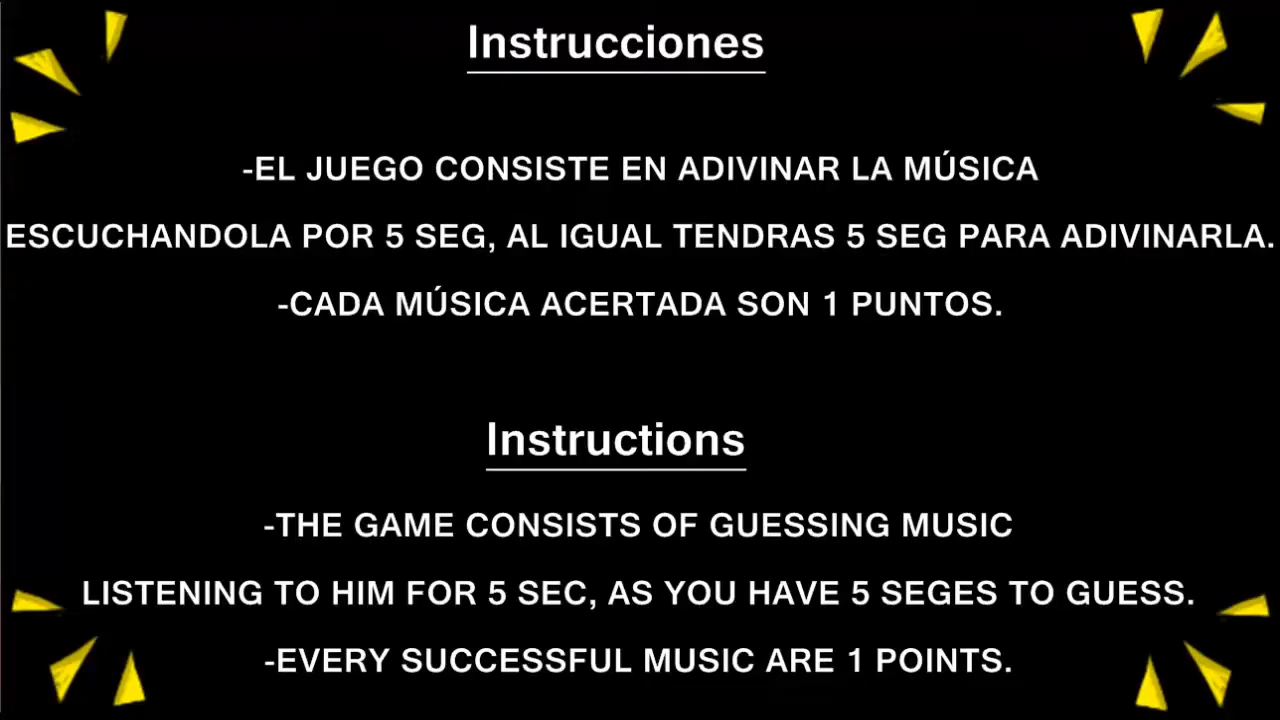 Instrucciones
-EL JUEGO CONSISTE EN ADIVINAR LA MÚSICA
ESCUCHANDOLA POR 5 SEG, AL IGUAL TENDRAS 5 SEG PARA ADIVINARLA.
-CADA MÚSICA ACERTADA SON 1 PUNTOS.
Instructions
-THE GAME CONSISTS OF GUESSING MUSIC
LISTENING TO HIM FOR 5 SEC, AS YOU HAVE 5 SEGES TO GUESS.
-EVERY SUCCESSFUL MUSIC ARE 1 POINTS.